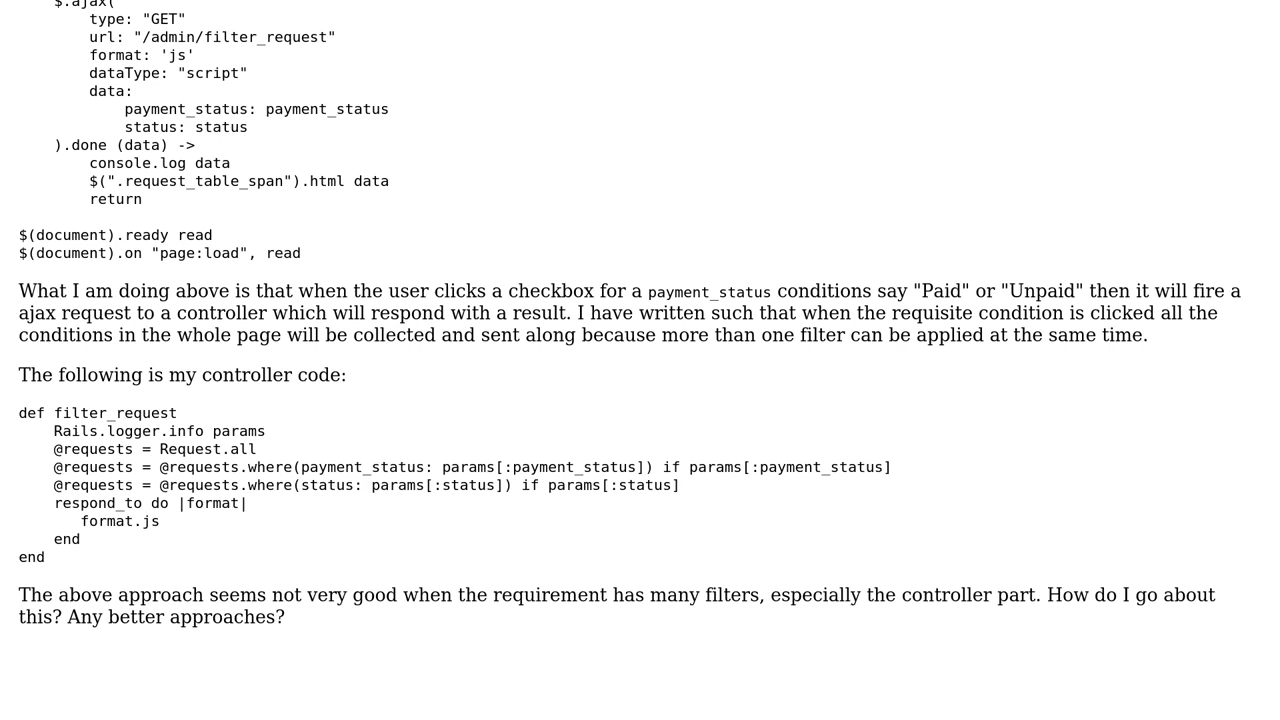 $.ajax(
type: "GET"
url: "/admin/filter_request"
format: 'js'
dataType: "script"
data:
payment_status: payment_status
status: status
).done (data) ->
console.log data
$(".request_table_span").html data
return
$(document).ready read
$(document).on "page:load", read
What I am doing above is that when the user clicks a checkbox for a payment_status conditions say "Paid" or "Unpaid" then it will fire a
ajax request to a controller which will respond with a result. I have written such that when the requisite condition is clicked all the
conditions in the whole page will be collected and sent along because more than one filter can be applied at the same time.
The following is my controller code:
def filter_request
Rails.logger.info params
@requests = Request.all
@requests = @requests.where(payment_status: params[:payment_status]) if params[:payment_status]
@requests = @requests.where(status: params[:status]) if params[:status]
respond_to do |format|
format.js
end
end
The above approach seems not very good when the requirement has many filters, especially the controller part. How do I go about
this? Any better approaches?